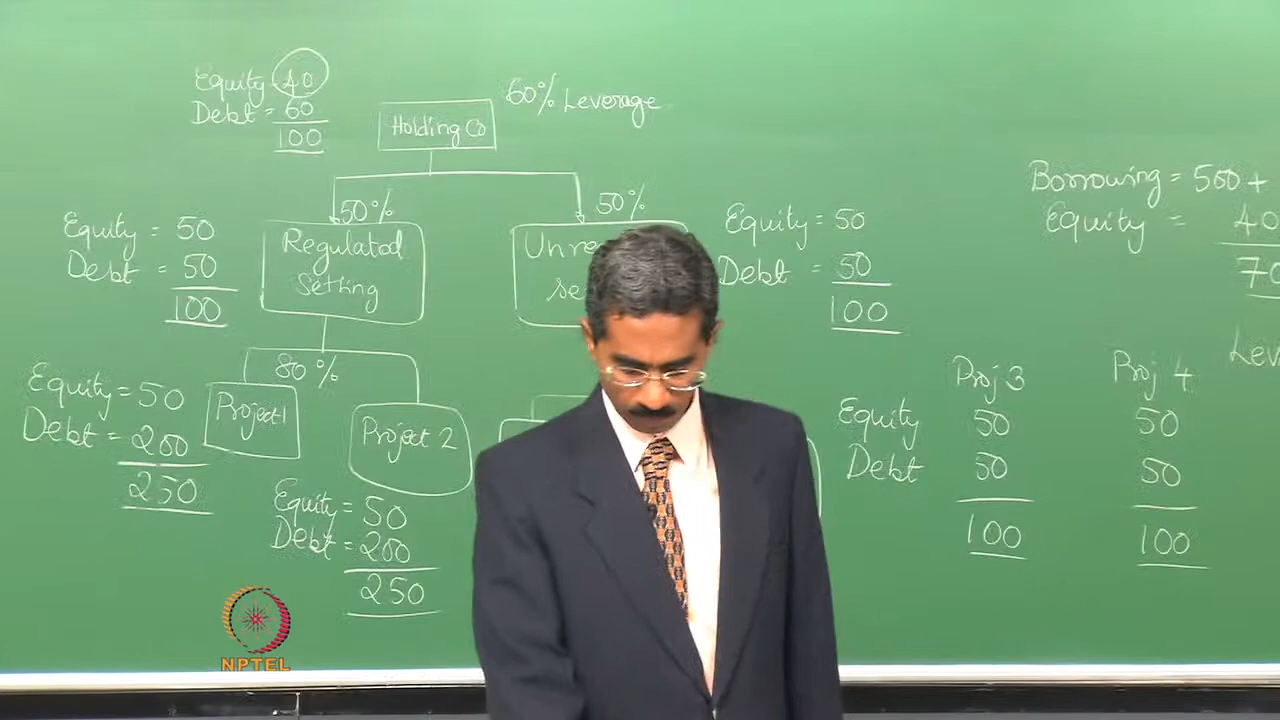 Equity = 40
Debt = 60
100
Holding Co
60% Leverage
50%
50%
Equity = 50
Debt = 50
100
Regulated
Setting
Equity = 50
Debt = 50
100
Borrowing = 500 +
Equity =
80%
Equity = 50
Debt = 200
250
Project 1
Project 2
Equity = 50
Debt = 200
250
Proj 3 Proj 4
Equity 50 50
Debt 50 50
100 100
NPTEL